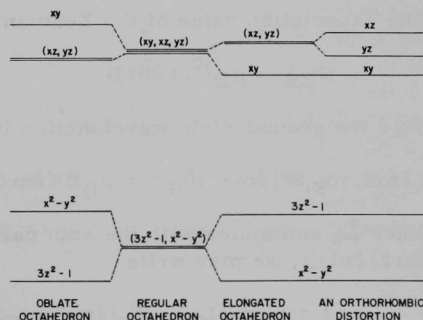 xy
(xz, yz)
(xy, xz, yz)
(xz, yz)
xy
xz
yz
xy
x²-y²
3z²-1
(3z²-1, x²-y²)
3z²-1
x²-y²
OBLATE OCTAHEDRON
REGULAR OCTAHEDRON
ELONGATED OCTAHEDRON
AN ORTHORHOMBIC DISTORTION